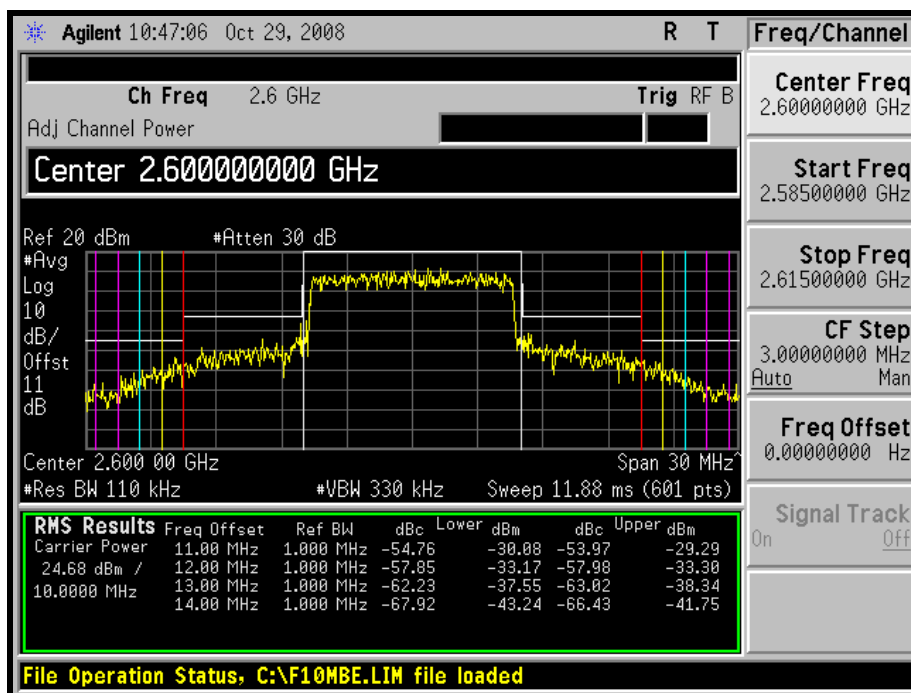 Agilent 10:47:06 Oct 29, 2008 R T
Freq/Channel
Ch Freq 2.6 GHz Trig RF B
Adj Channel Power
Center 2.600000000 GHz
Ref 20 dBm #Atten 30 dB
#Avg
Log
10
dB/
Offst
11
dB
Center 2.600 00 GHz Span 30 MHz^
#Res BW 110 kHz #VBW 330 kHz Sweep 11.88 ms (601 pts)
RMS Results Freq Offset Ref BW dBc Lower dBm dBc Upper dBm
Carrier Power 11.00 MHz 1.000 MHz -54.76 -30.08 -53.97 -29.29
24.68 dBm / 12.00 MHz 1.000 MHz -57.85 -33.17 -57.98 -33.30
10.0000 MHz 13.00 MHz 1.000 MHz -62.23 -37.55 -63.02 -38.34
14.00 MHz 1.000 MHz -67.92 -43.24 -66.43 -41.75
File Operation Status, C:\F10MBE.LIM file loaded
Center Freq
2.60000000 GHz
Start Freq
2.58500000 GHz
Stop Freq
2.61500000 GHz
CF Step
3.00000000 MHz
Auto Man
Freq Offset
0.00000000 Hz
Signal Track
On Off